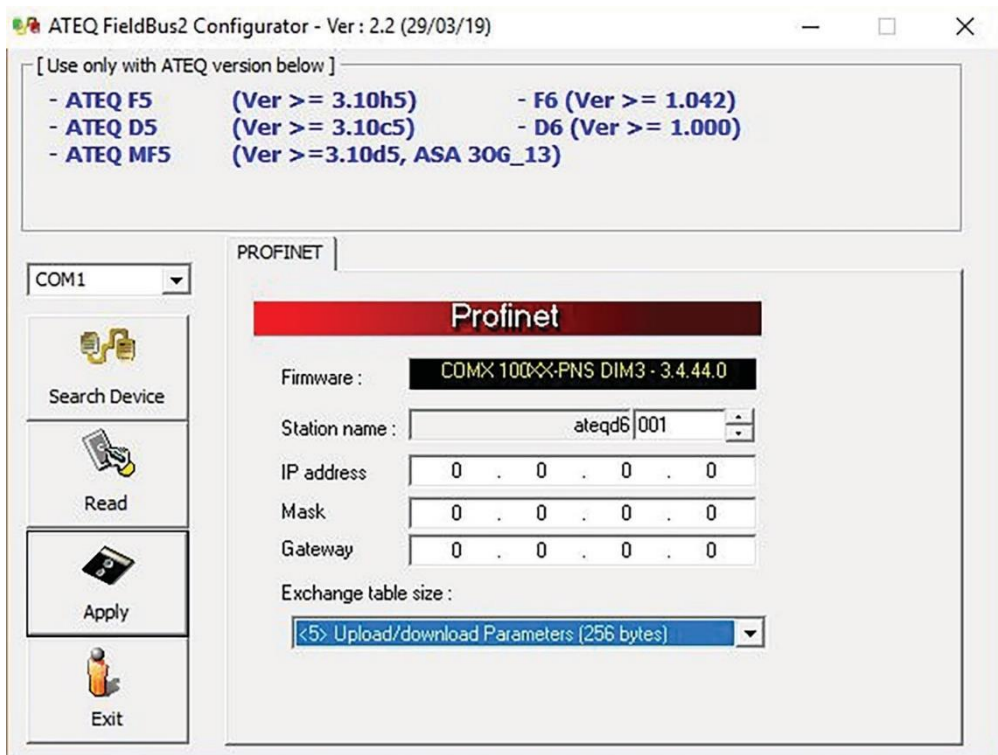 ATEQ FieldBus2 Configurator - Ver : 2.2 (29/03/19)
[ Use only with ATEQ version below ]
- ATEQ F5 (Ver >= 3.10h5) - F6 (Ver >= 1.042)
- ATEQ D5 (Ver >= 3.10c5) - D6 (Ver >= 1.000)
- ATEQ MF5 (Ver >=3.10d5, ASA 3OG_13)
COM1
Search Device
Read
Apply
Exit
PROFINET
Profinet
Firmware : COMX 100XX-PNS DIM3 - 3.4.44.0
Station name : ateqd6 001
IP address 0 . 0 . 0 . 0
Mask 0 . 0 . 0 . 0
Gateway 0 . 0 . 0 . 0
Exchange table size :
<5> Upload/download Parameters (256 bytes)